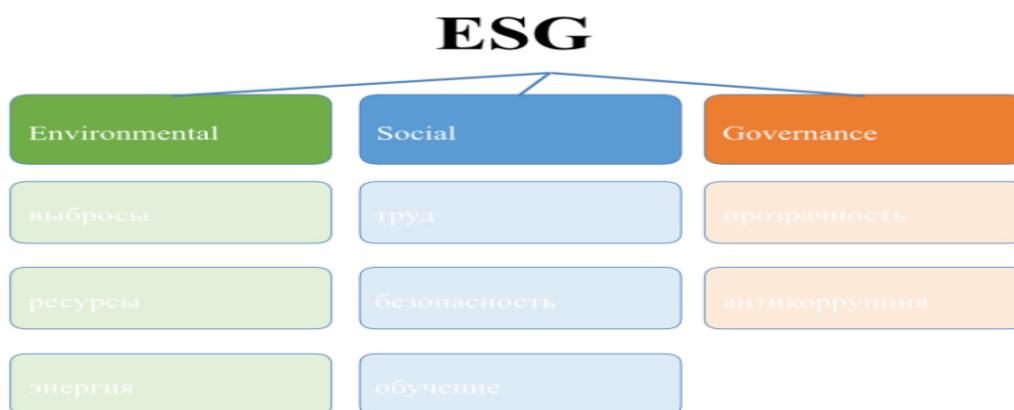 ESG
Environmental
Social
Governance
выбросы
труд
прозрачность
ресурсы
безопасность
антикоррупция
энергия
обучение